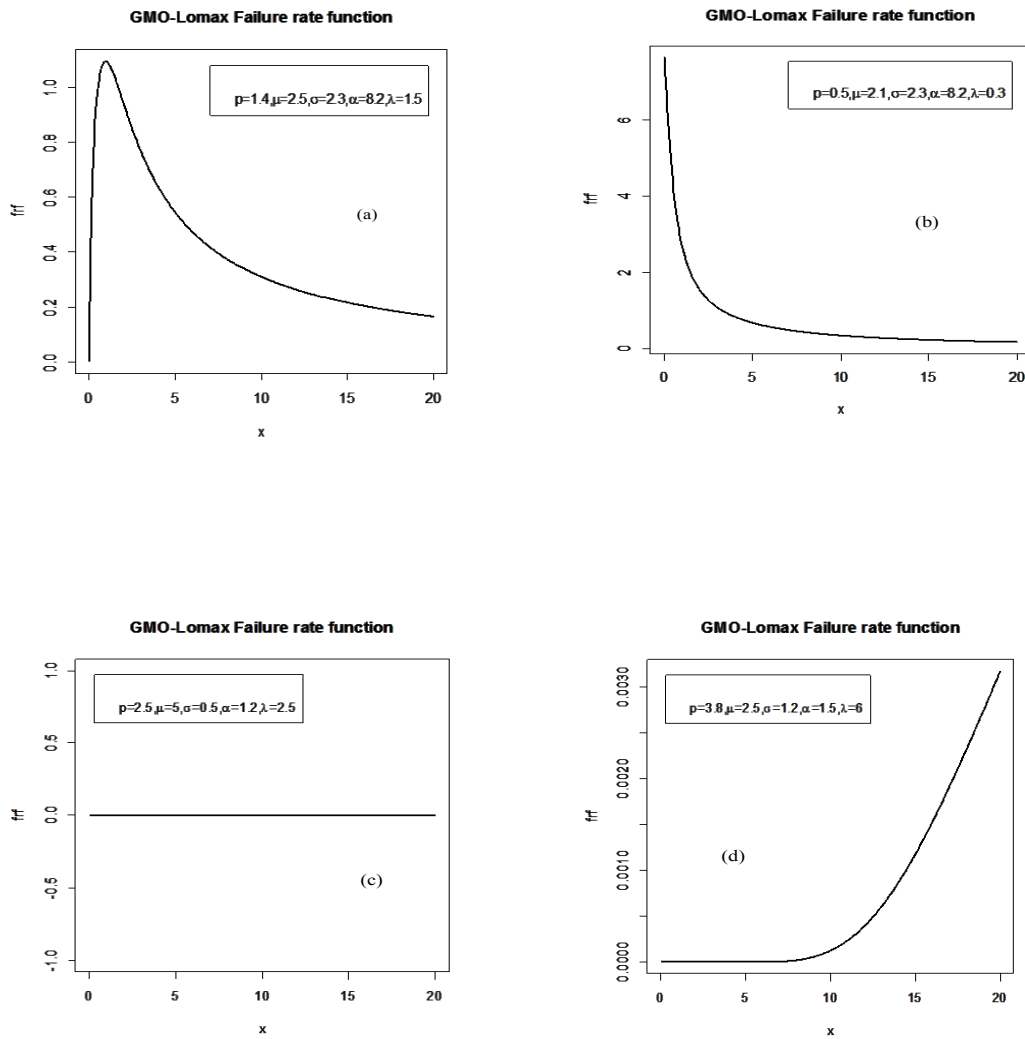 GMO-Lomax Failure rate function
p=1.4,μ=2.5,σ=2.3,α=8.2,λ=1.5
(a)
frf
0.0 0.2 0.4 0.6 0.8 1.0
0 5 10 15 20
x
GMO-Lomax Failure rate function
p=0.5,μ=2.1,σ=2.3,α=8.2,λ=0.3
(b)
frf
0 2 4 6
0 5 10 15 20
x
GMO-Lomax Failure rate function
p=2.5,μ=5,σ=0.5,α=1.2,λ=2.5
(c)
frf
-1.0 -0.5 0.0 0.5 1.0
0 5 10 15 20
x
GMO-Lomax Failure rate function
p=3.8,μ=2.5,σ=1.2,α=1.5,λ=6
(d)
frf
0.0000 0.0010 0.0020 0.0030
0 5 10 15 20
x